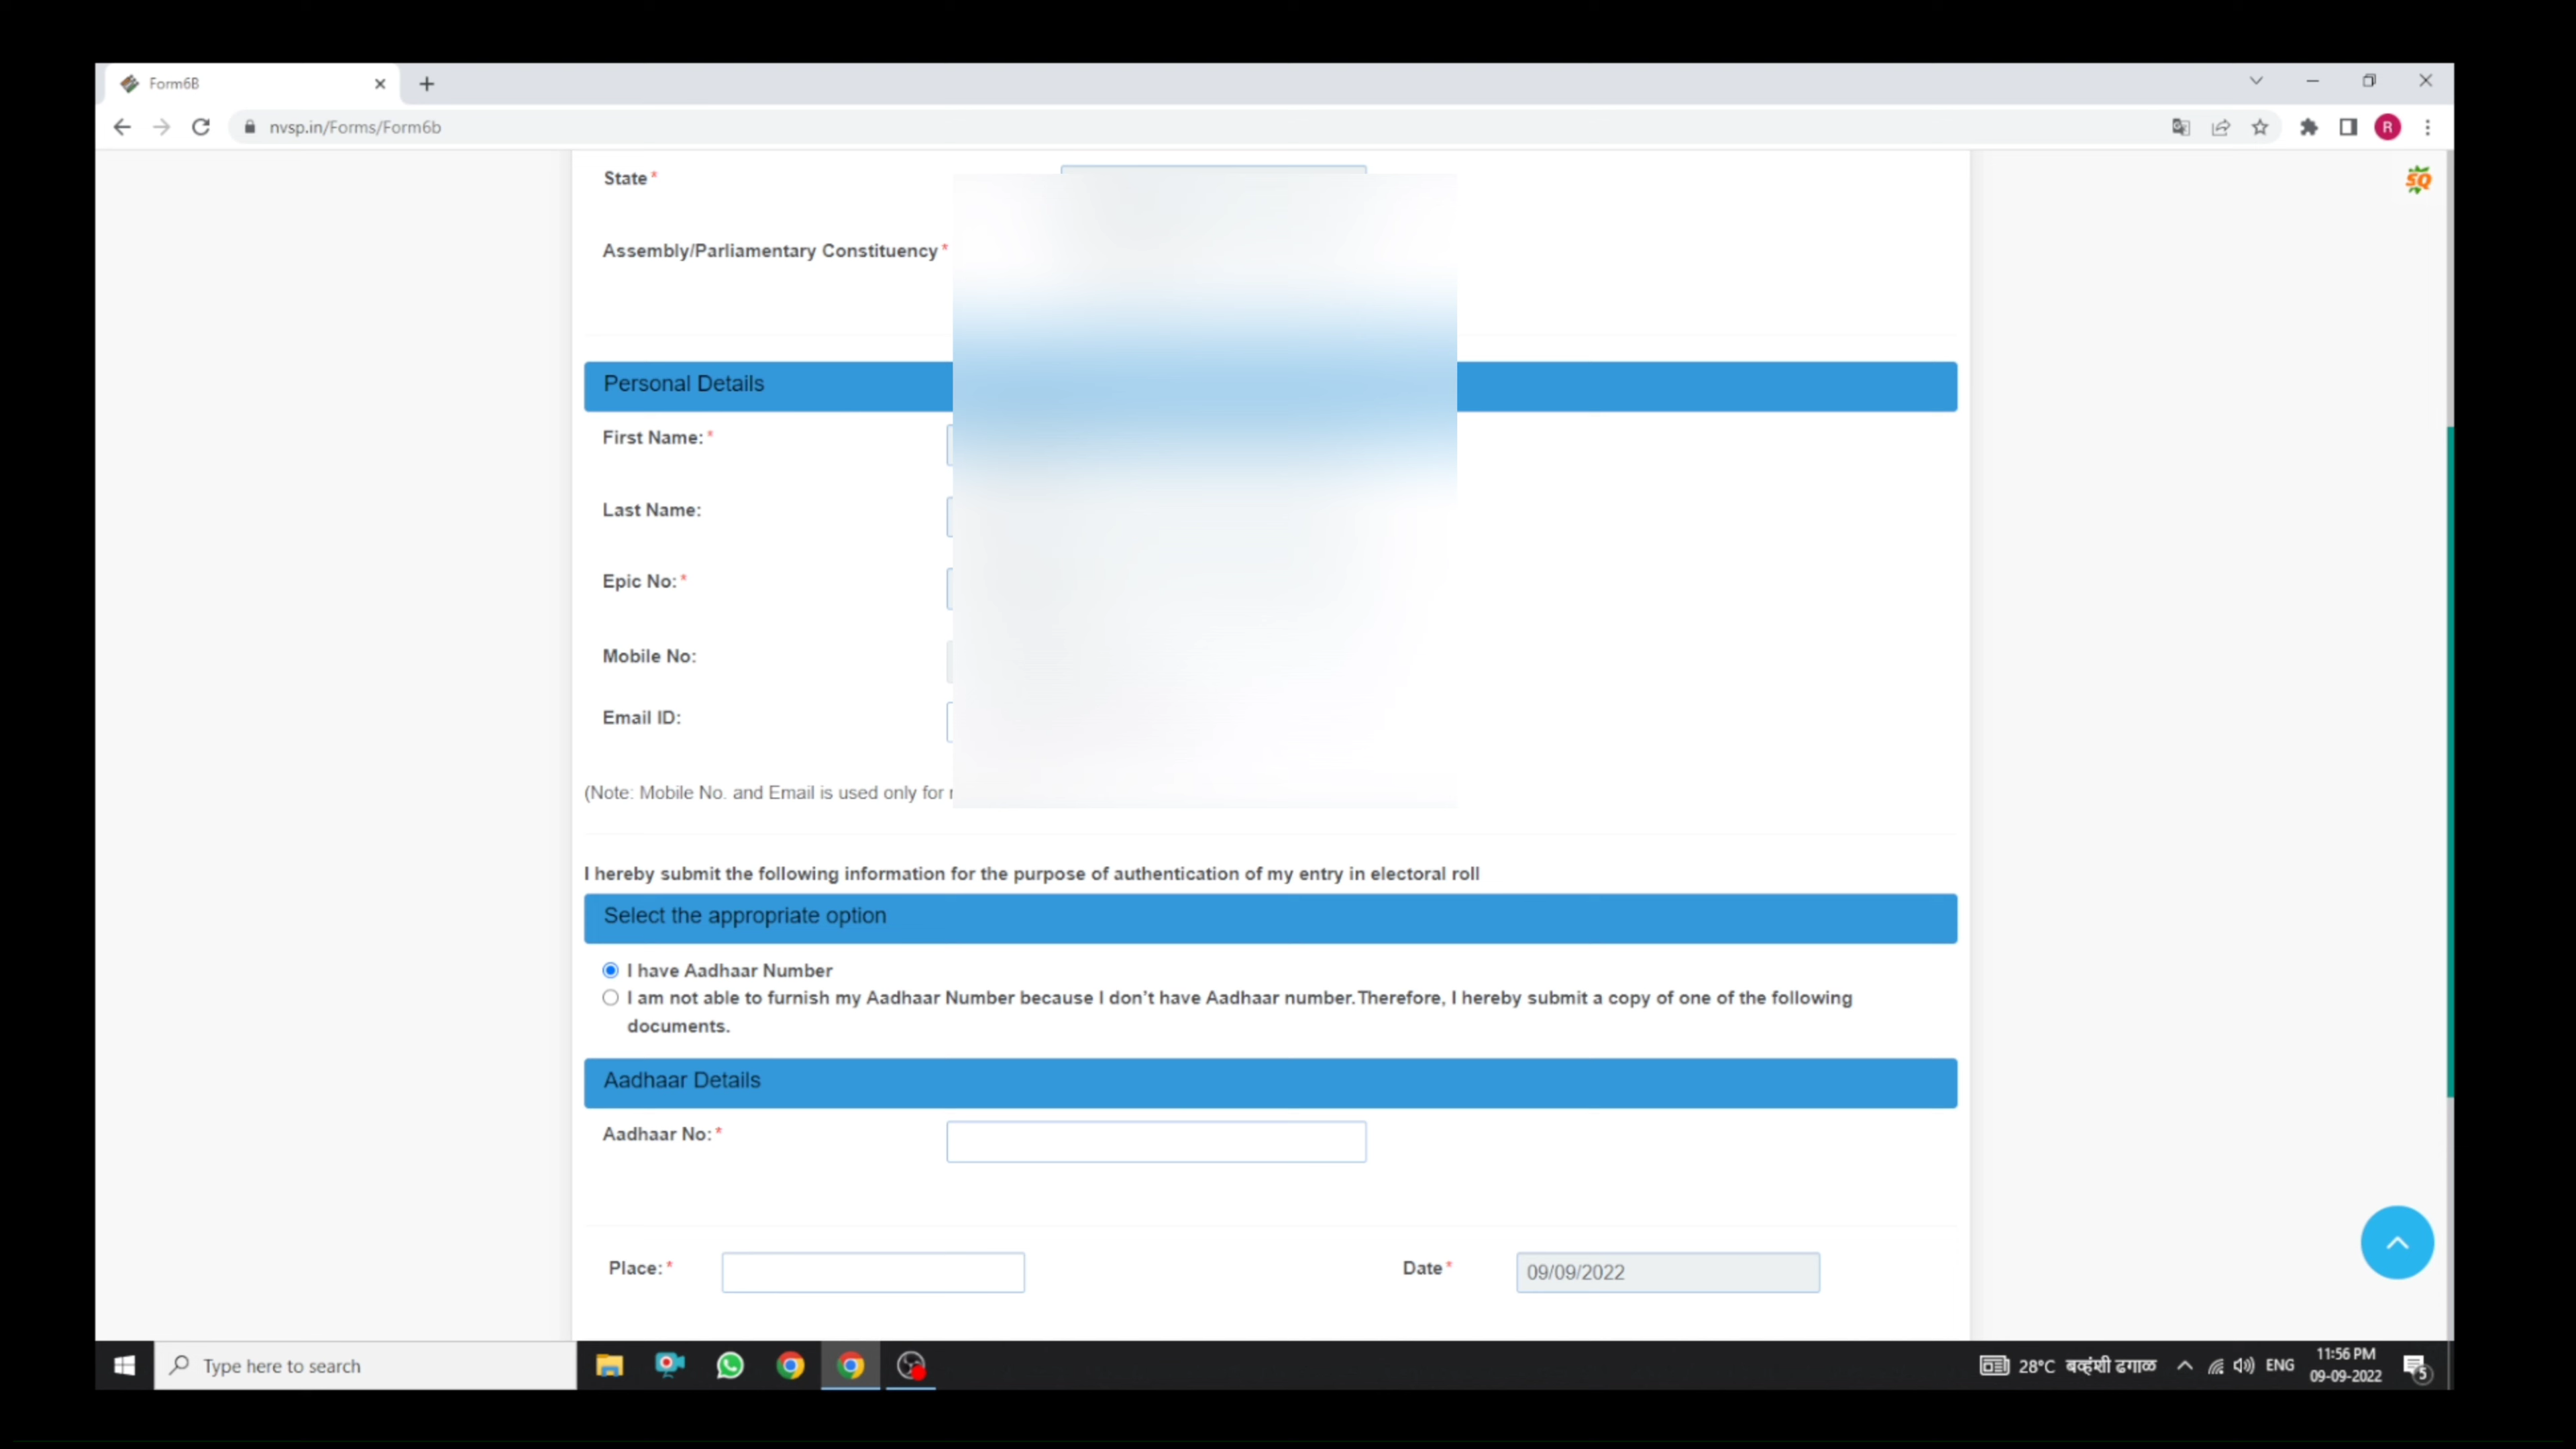 Form6B
nvsp.in/Forms/Form6b
R
SQ
State*
Assembly/Parliamentary Constituency*
Personal Details
First Name:*
Last Name:
Epic No:*
Mobile No:
Email ID:
(Note: Mobile No. and Email is used only for
I hereby submit the following information for the purpose of authentication of my entry in electoral roll
Select the appropriate option
I have Aadhaar Number
I am not able to furnish my Aadhaar Number because I don't have Aadhaar number.Therefore, I hereby submit a copy of one of the following
documents.
Aadhaar Details
Aadhaar No:*
Place:*
Date*
09/09/2022
Type here to search
28°C
ढगाळ
ENG
11:56 PM
09-09-2022
5